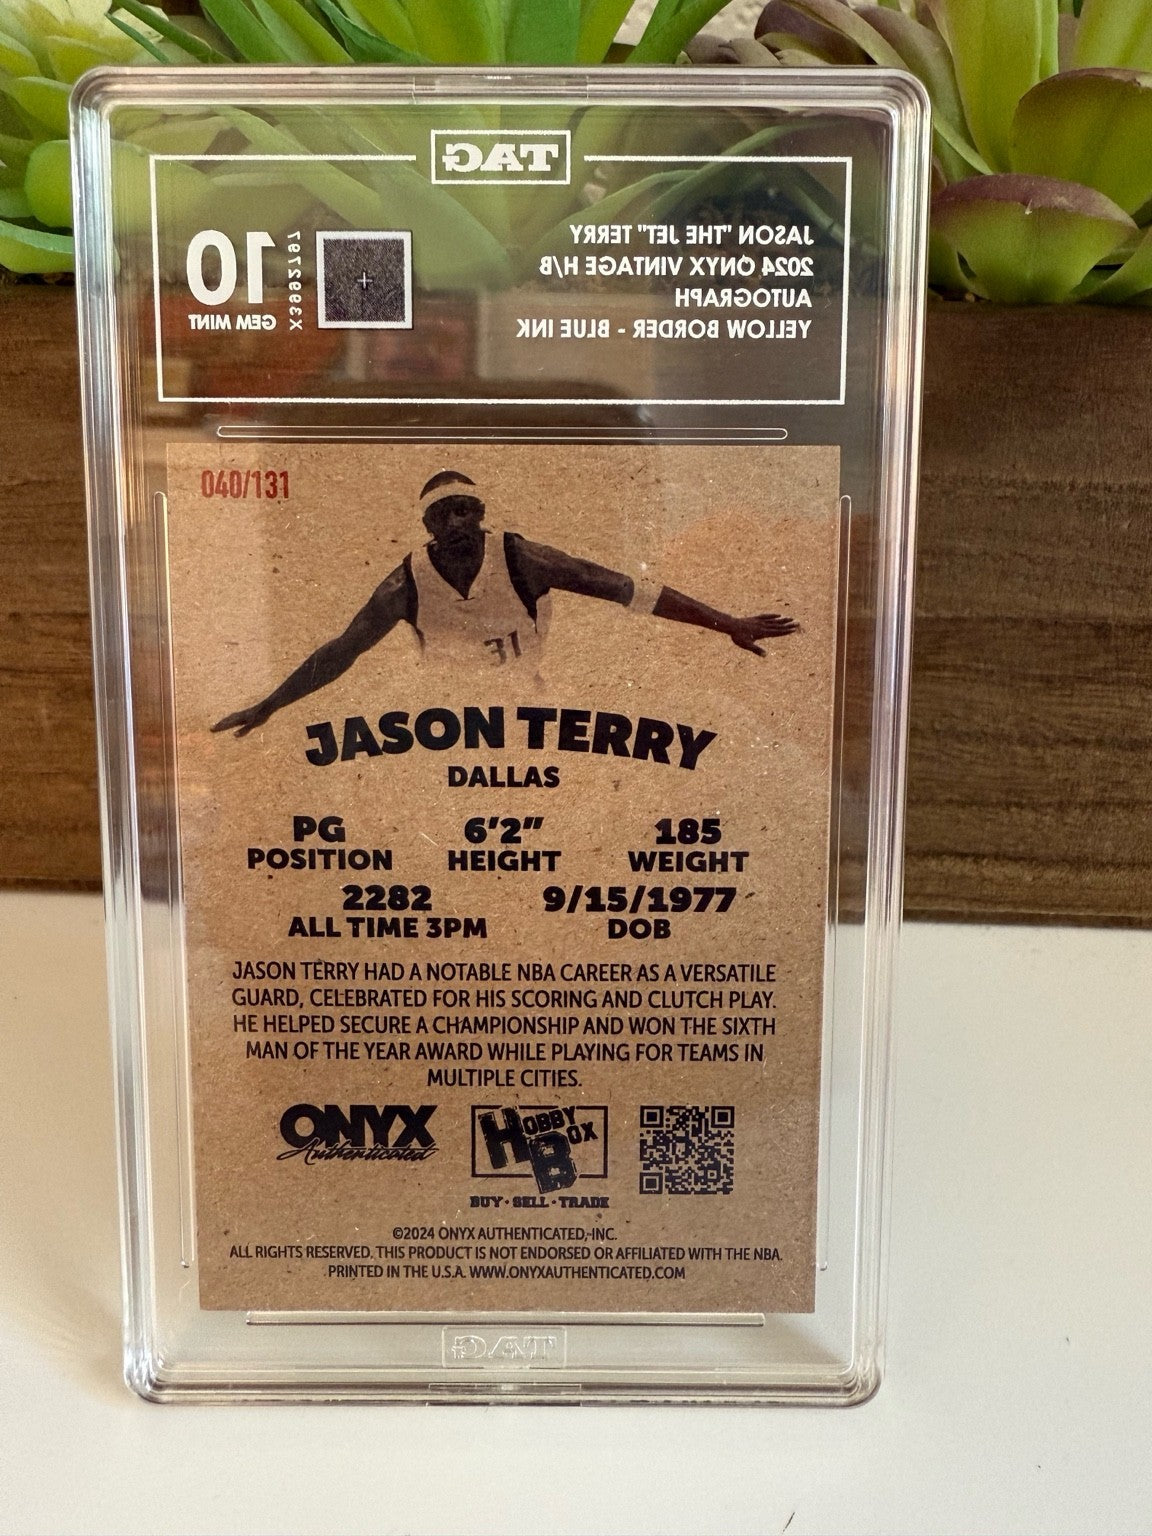 TAG
JASON "THE JET" TERRY
2024 ONYX VINTAGE H/B
AUTOGRAPH
YELLOW BORDER - BLUE INK
10
GEM MINT
X3992797
040/131
31
JASON TERRY
DALLAS
PG 6'2" 185
POSITION HEIGHT WEIGHT
2282 9/15/1977
ALL TIME 3PM DOB
JASON TERRY HAD A NOTABLE NBA CAREER AS A VERSATILE
GUARD, CELEBRATED FOR HIS SCORING AND CLUTCH PLAY.
HE HELPED SECURE A CHAMPIONSHIP AND WON THE SIXTH
MAN OF THE YEAR AWARD WHILE PLAYING FOR TEAMS IN
MULTIPLE CITIES.
ONYX
Authenticated
HOBBY
BOX
BUY · SELL · TRADE
©2024 ONYX AUTHENTICATED, INC.
ALL RIGHTS RESERVED. THIS PRODUCT IS NOT ENDORSED OR AFFILIATED WITH THE NBA.
PRINTED IN THE U.S.A. WWW.ONYXAUTHENTICATED.COM
TAG